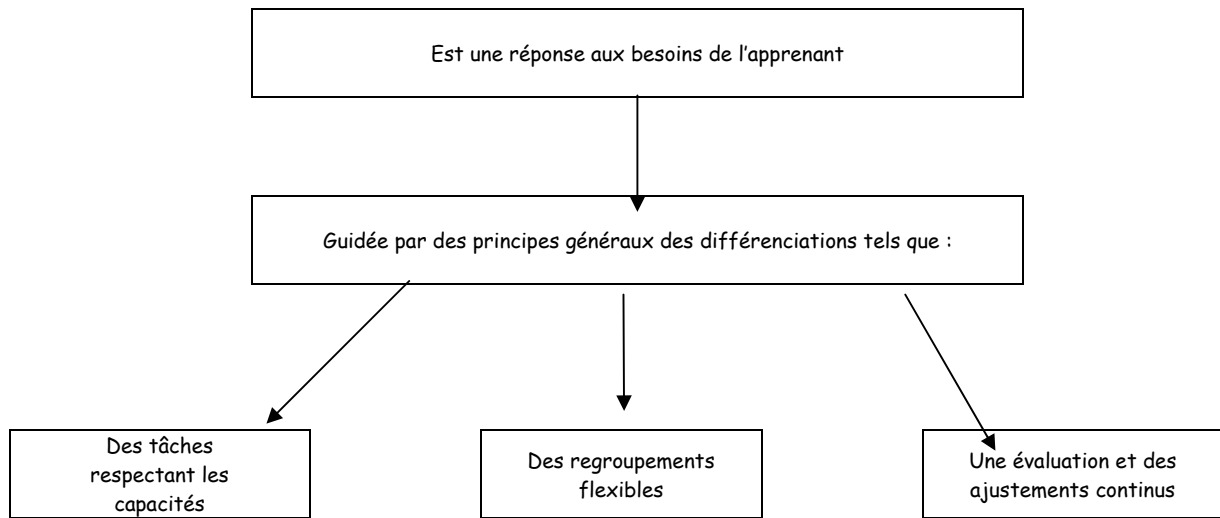 Est une réponse aux besoins de l'apprenant
Guidée par des principes généraux des différenciations tels que :
Des tâches
respectant les
capacités
Des regroupements
flexibles
Une évaluation et des
ajustements continus